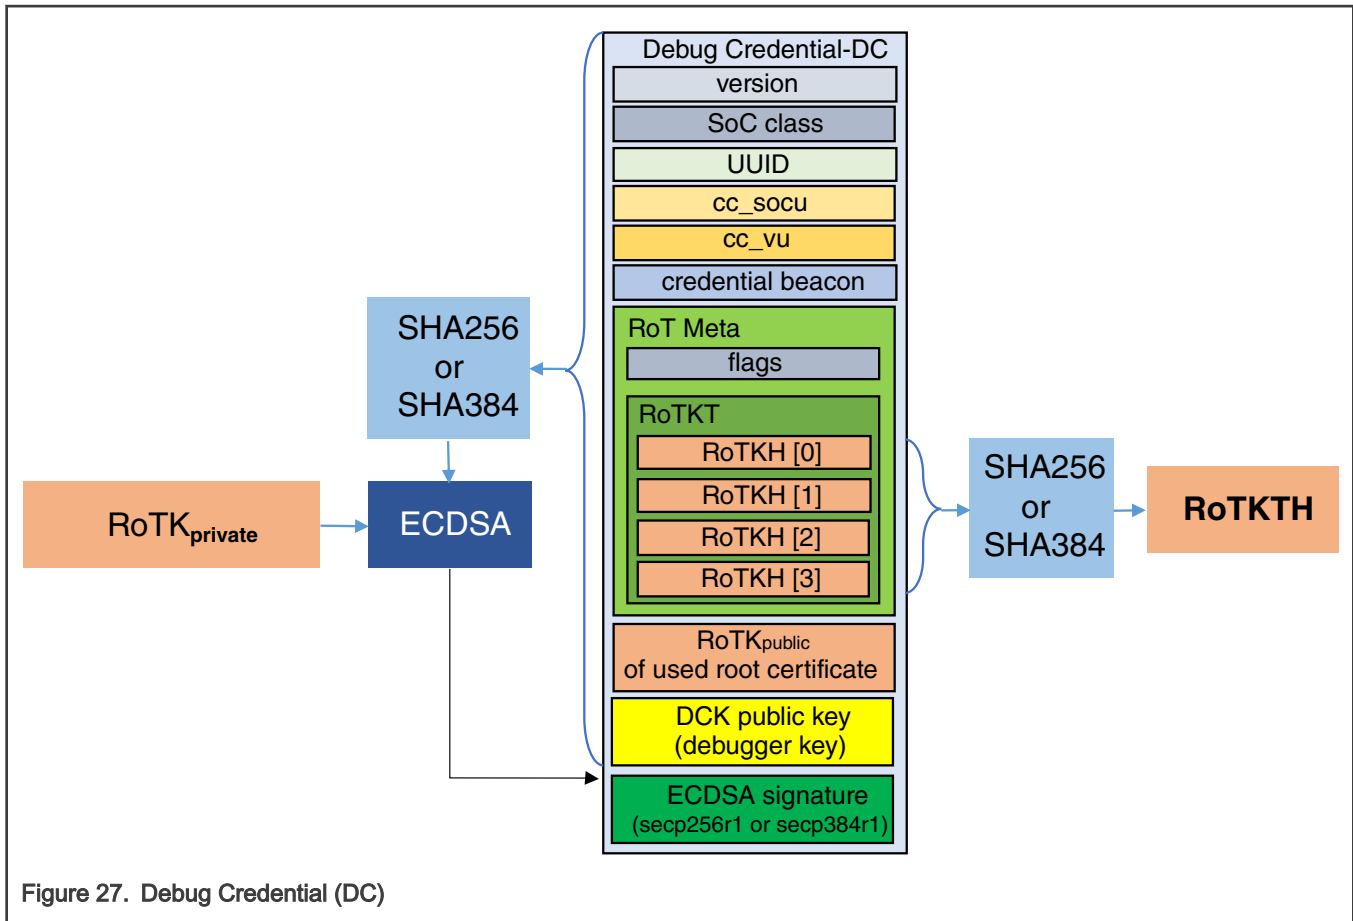 Debug Credential-DC
version
SoC class
UUID
cc_socu
cc_vu
credential beacon
RoT Meta
flags
RoTKT
RoTKH [0]
RoTKH [1]
RoTKH [2]
RoTKH [3]
RoTKpublic
of used root certificate
DCK public key
(debugger key)
ECDSA signature
(secp256r1 or secp384r1)
SHA256
or
SHA384
RoTKprivate
ECDSA
SHA256
or
SHA384
RoTKTH
Figure 27. Debug Credential (DC)